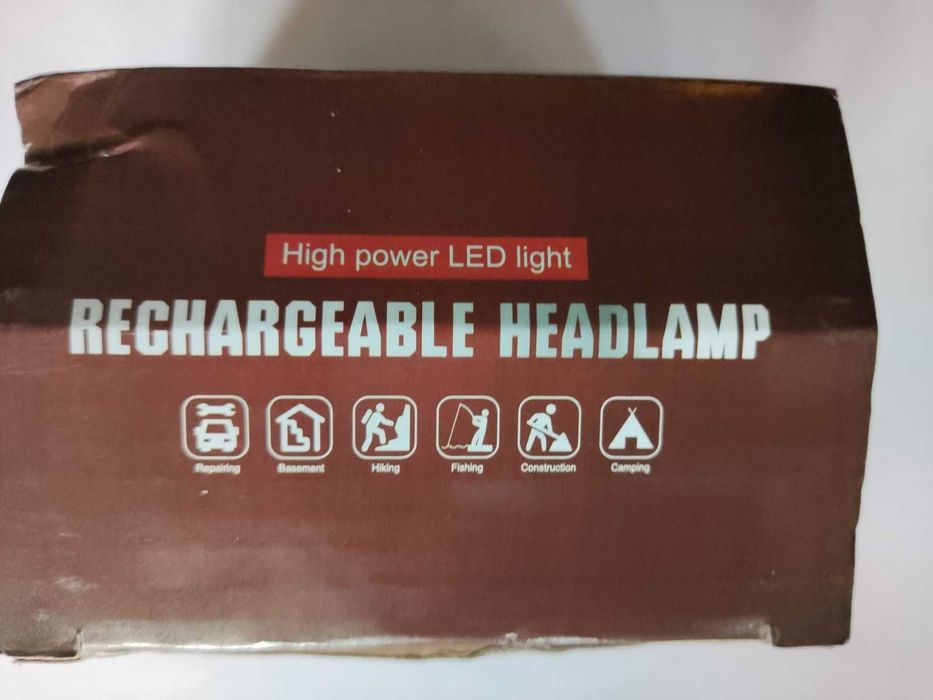 High power LED light
RECHARGEABLE HEADLAMP
Repairing Basement Hiking Fishing Construction Camping